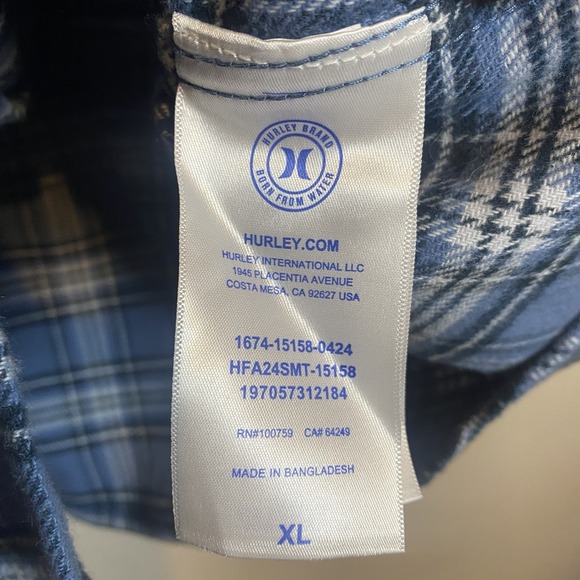 HURLEY BRAND
BORN FROM WATER
HURLEY.COM
HURLEY INTERNATIONAL LLC
1945 PLACENTIA AVENUE
COSTA MESA, CA 92627 USA
1674-15158-0424
HFA24SMT-15158
197057312184
RN#100759 CA# 64249
MADE IN BANGLADESH
XL